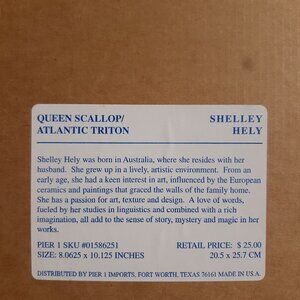 QUEEN SCALLOP/ SHELLEY
ATLANTIC TRITON HELY
Shelley Hely was born in Australia, where she resides with her
husband. She grew up in a lively, artistic environment. From an
early age, she had a keen interest in art, influenced by the European
ceramics and paintings that graced the walls of the family home.
She has a passion for art, texture and design. A love of words,
fueled by her studies in linguistics and combined with a rich
imagination, all add to the sense of story, mystery and magic in her
works.
PIER 1 SKU #01586251 RETAIL PRICE: $ 25.00
SIZE: 8.0625 x 10.125 INCHES 20.5 x 25.7 CM
DISTRIBUTED BY PIER 1 IMPORTS, FORT WORTH, TEXAS 76161 MADE IN U.S.A.